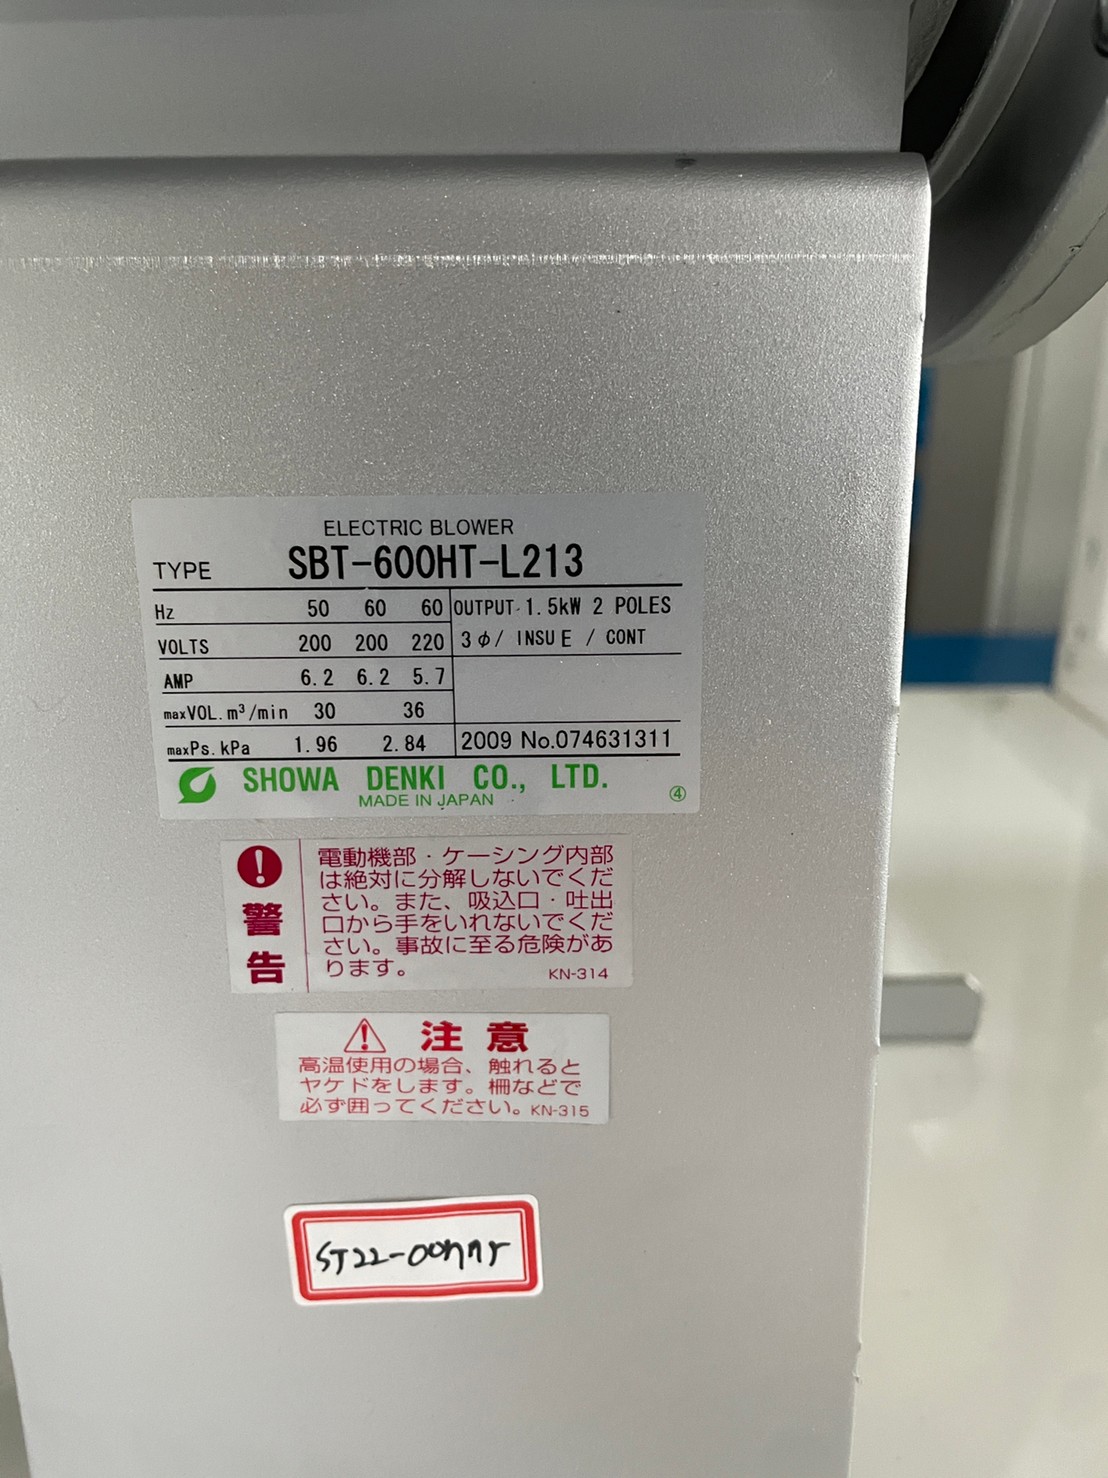 ELECTRIC BLOWER
TYPE SBT-600HT-L213
Hz 50 60 60 OUTPUT 1.5kW 2 POLES
VOLTS 200 200 220 3φ/ INSU E / CONT
AMP 6.2 6.2 5.7
maxVOL. m³/min 30 36
maxPs. kPa 1.96 2.84 2009 No.074631311
SHOWA DENKI CO., LTD.
MADE IN JAPAN
④
警告
電動機部・ケーシング内部
は絶対に分解しないでくだ
さい。また、吸込口・吐出
口から手をいれないでくだ
さい。事故に至る危険があ
ります。
KN-314
注意
高温使用の場合、触れると
ヤケドをします。柵などで
必ず囲ってください。KN-315